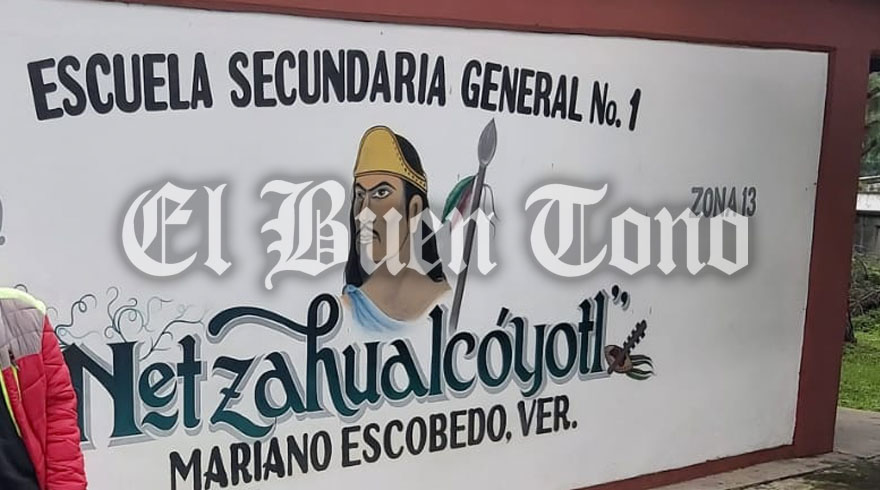 ESCUELA SECUNDARIA GENERAL No. 1
ZONA 13
El Buen Tono
Netzahualcóyotl"
MARIANO ESCOBEDO, VER.